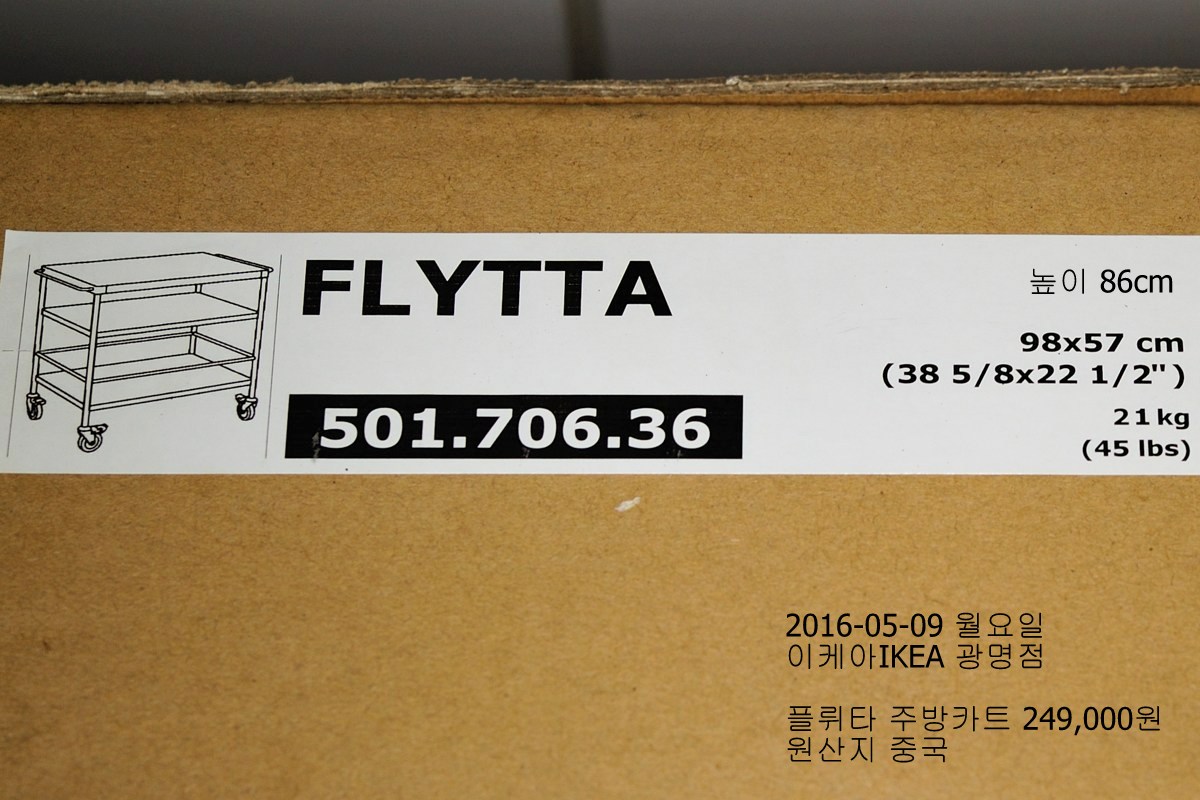 FLYTTA
높이 86cm
98x57 cm
(38 5/8x22 1/2")
501.706.36
21kg
(45 lbs)
2016-05-09 월요일
이케아IKEA 광명점
플뤼타 주방카트 249,000원
원산지 중국